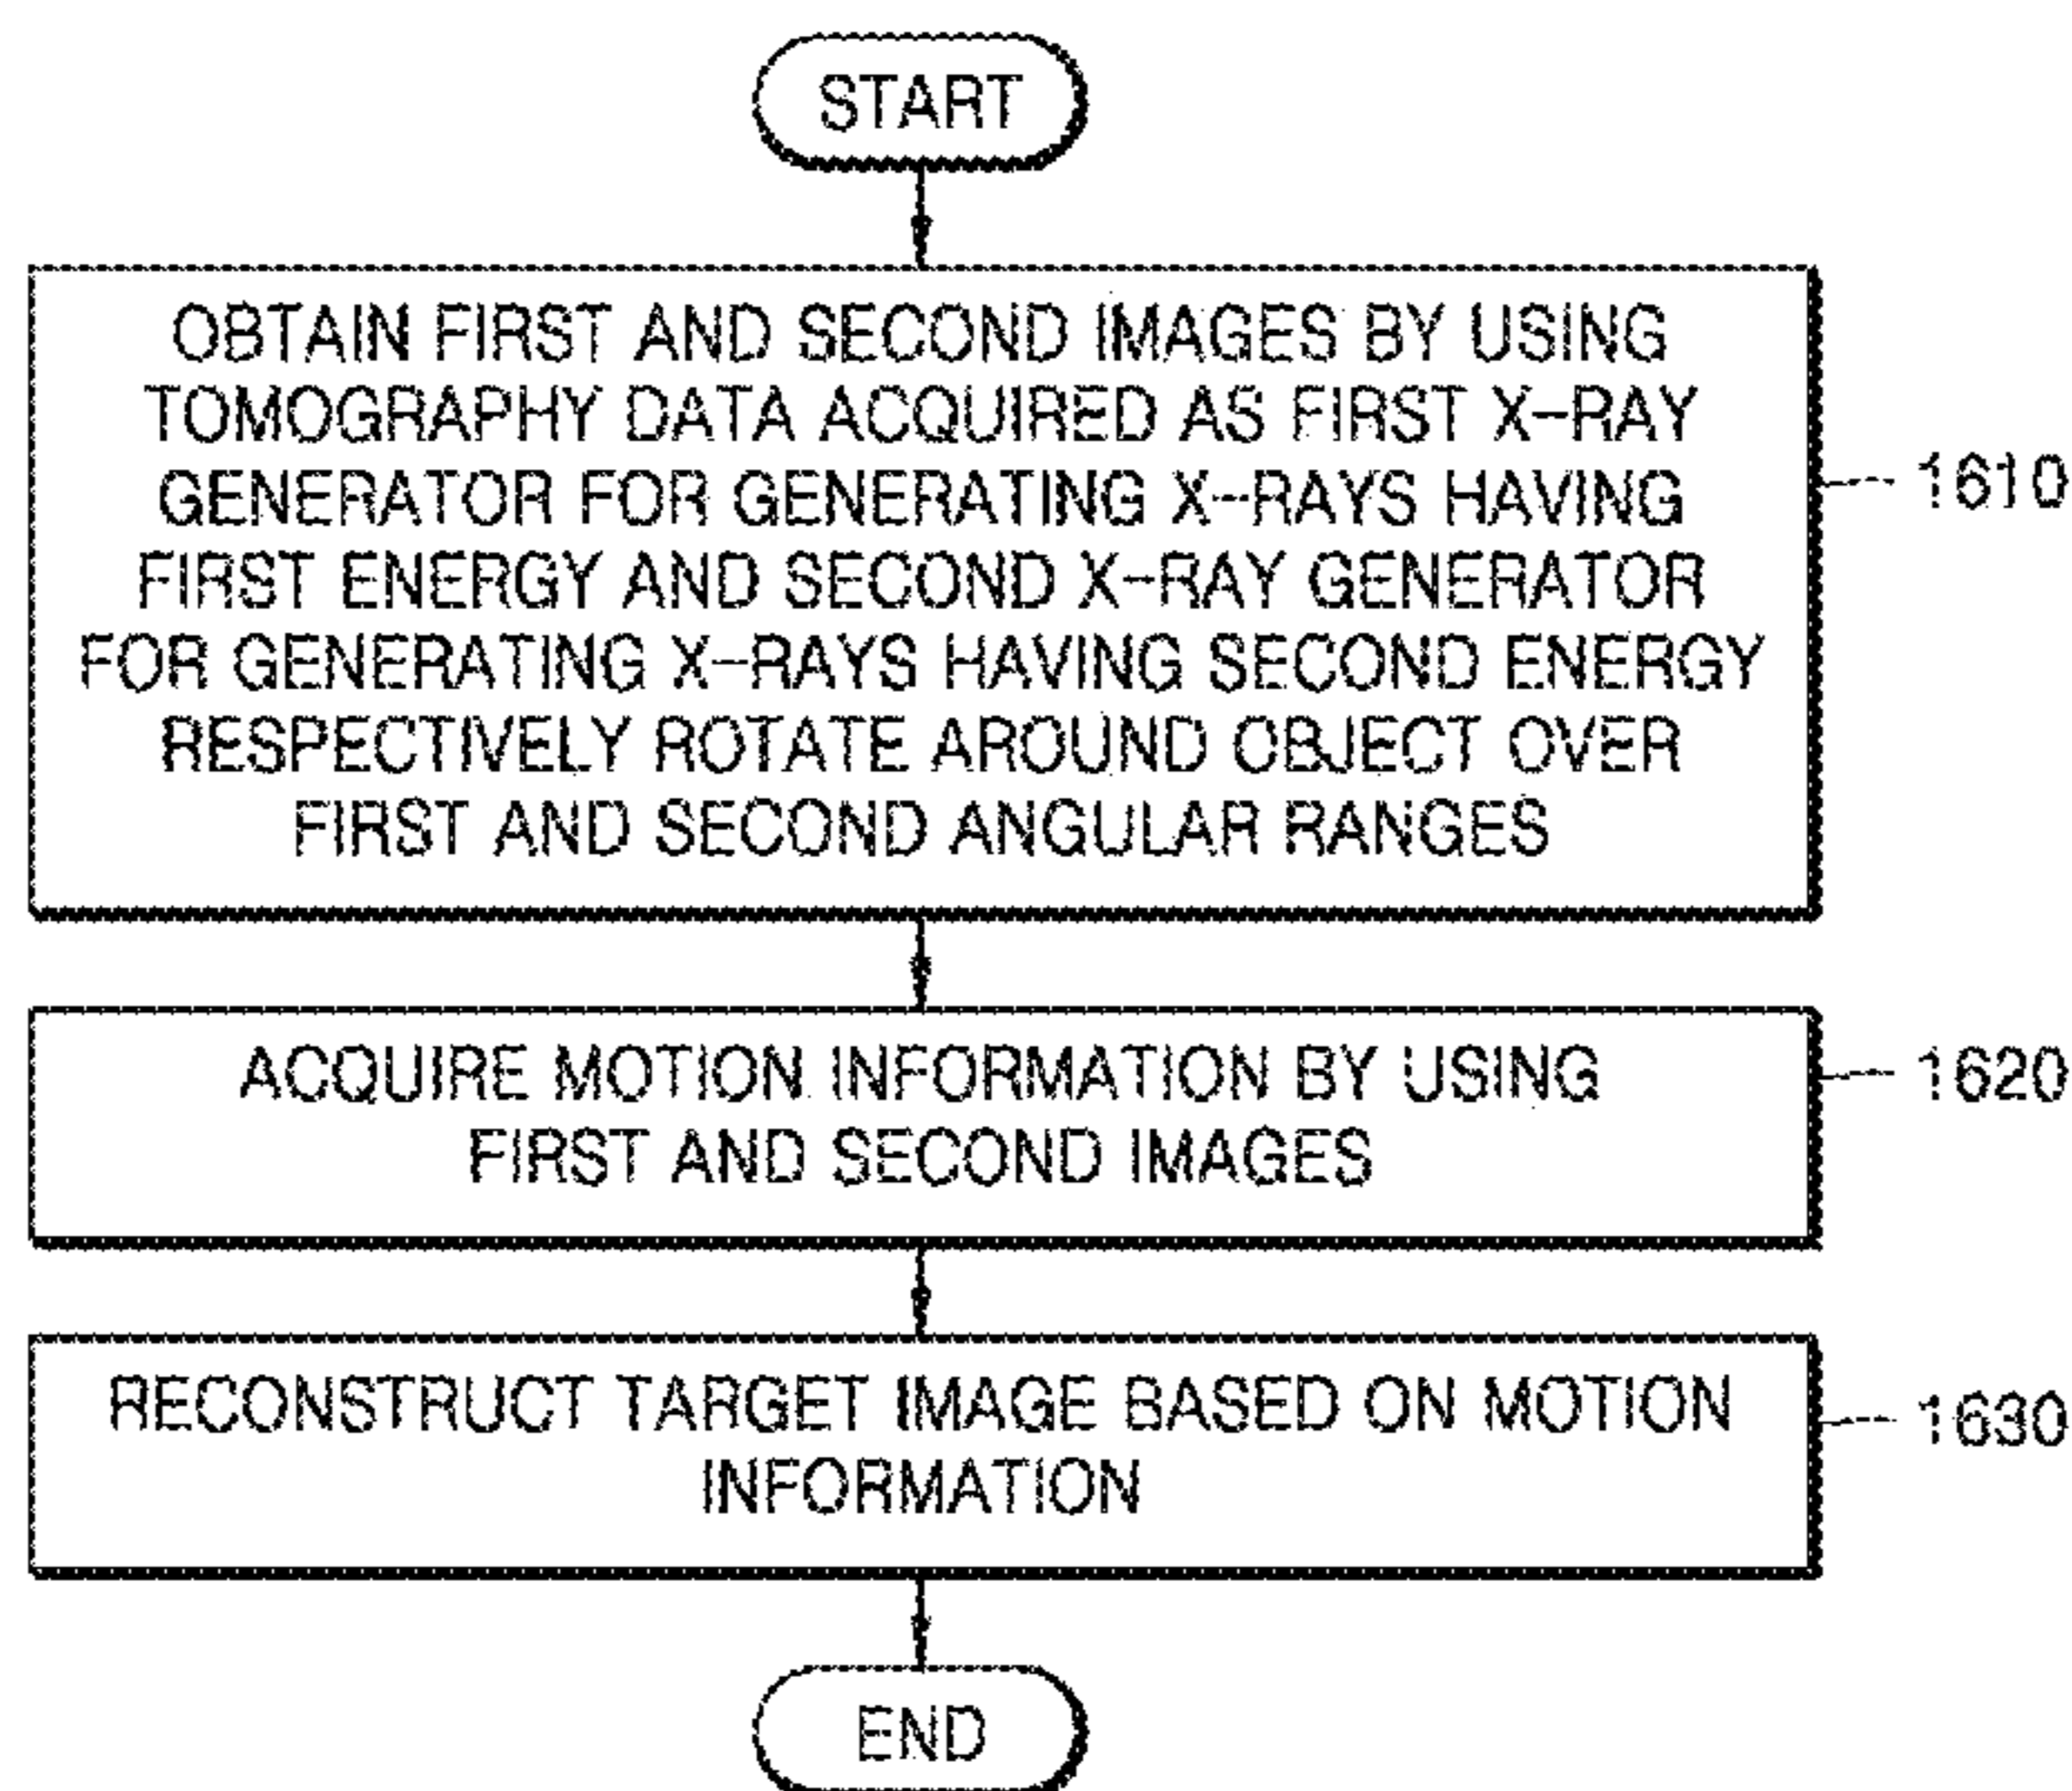 START
OBTAIN FIRST AND SECOND IMAGES BY USING
TOMOGRAPHY DATA ACQUIRED AS FIRST X-RAY
GENERATOR FOR GENERATING X-RAYS HAVING
FIRST ENERGY AND SECOND X-RAY GENERATOR
FOR GENERATING X-RAYS HAVING SECOND ENERGY
RESPECTIVELY ROTATE AROUND OBJECT OVER
FIRST AND SECOND ANGULAR RANGES
1610
ACQUIRE MOTION INFORMATION BY USING
FIRST AND SECOND IMAGES
1620
RECONSTRUCT TARGET IMAGE BASED ON MOTION
INFORMATION
1630
END